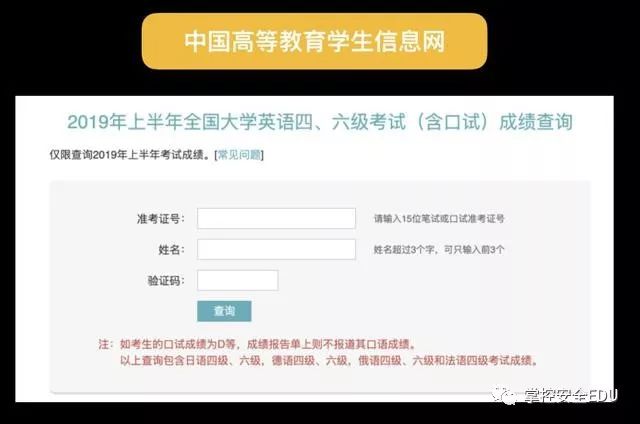 中国高等教育学生信息网
2019年上半年全国大学英语四、六级考试（含口试）成绩查询
仅限查询2019年上半年考试成绩。[常见问题]
准考证号： 请输入15位笔试或口试准考证号
姓名： 姓名超过3个字，可只输入前3个
验证码：
查询
注：如考生的口试成绩为D等，成绩报告单上则不报道其口语成绩。
以上查询包含日语四级、六级，德语四级、六级，俄语四级、六级和法语四级考试成绩。
掌控安全EDU